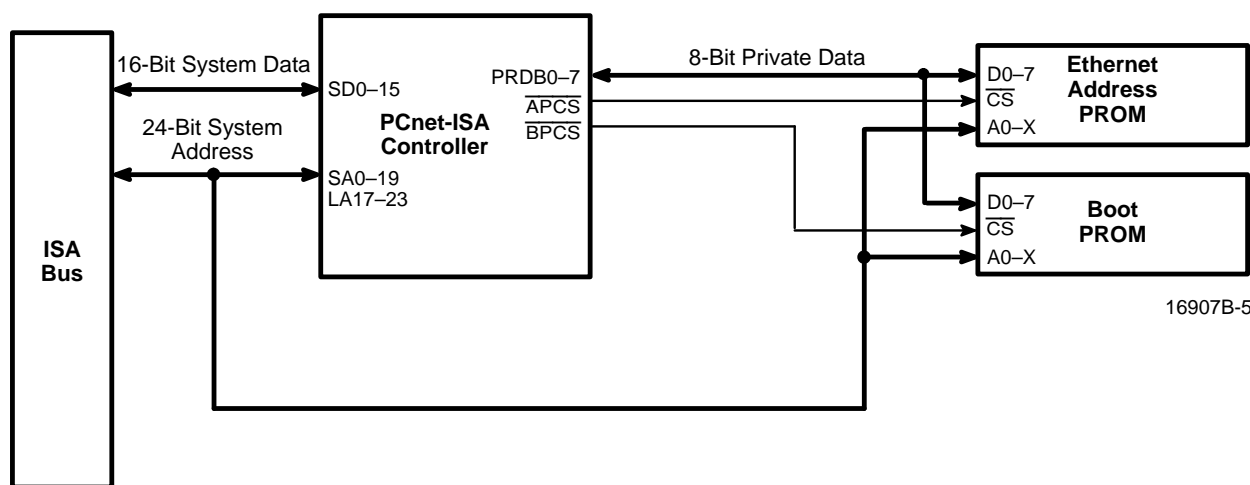 16-Bit System Data
24-Bit System
Address
ISA
Bus
SD0–15
PCnet-ISA
Controller
SA0–19
LA17–23
PRDB0–7
APCS
BPCS
8-Bit Private Data
D0–7
CS
A0–X
Ethernet
Address
PROM
D0–7
CS
A0–X
Boot
PROM
16907B-5